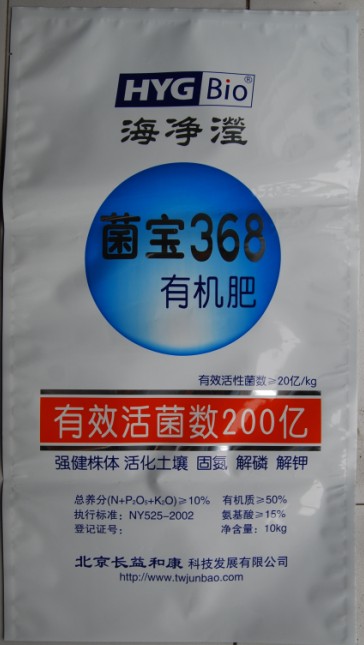 HYG Bio®
海净滢
菌宝368
有机肥
有效活性菌数≥20亿/kg
有效活菌数200亿
强健株体 活化土壤 固氮 解磷 解钾
总养分(N+P₂O₅+K₂O)≥10% 有机质≥50%
执行标准: NY525-2002 氨基酸≥15%
登记证号: 净含量: 10kg
北京长益和康 科技发展有限公司
http://www.twjunbao.com